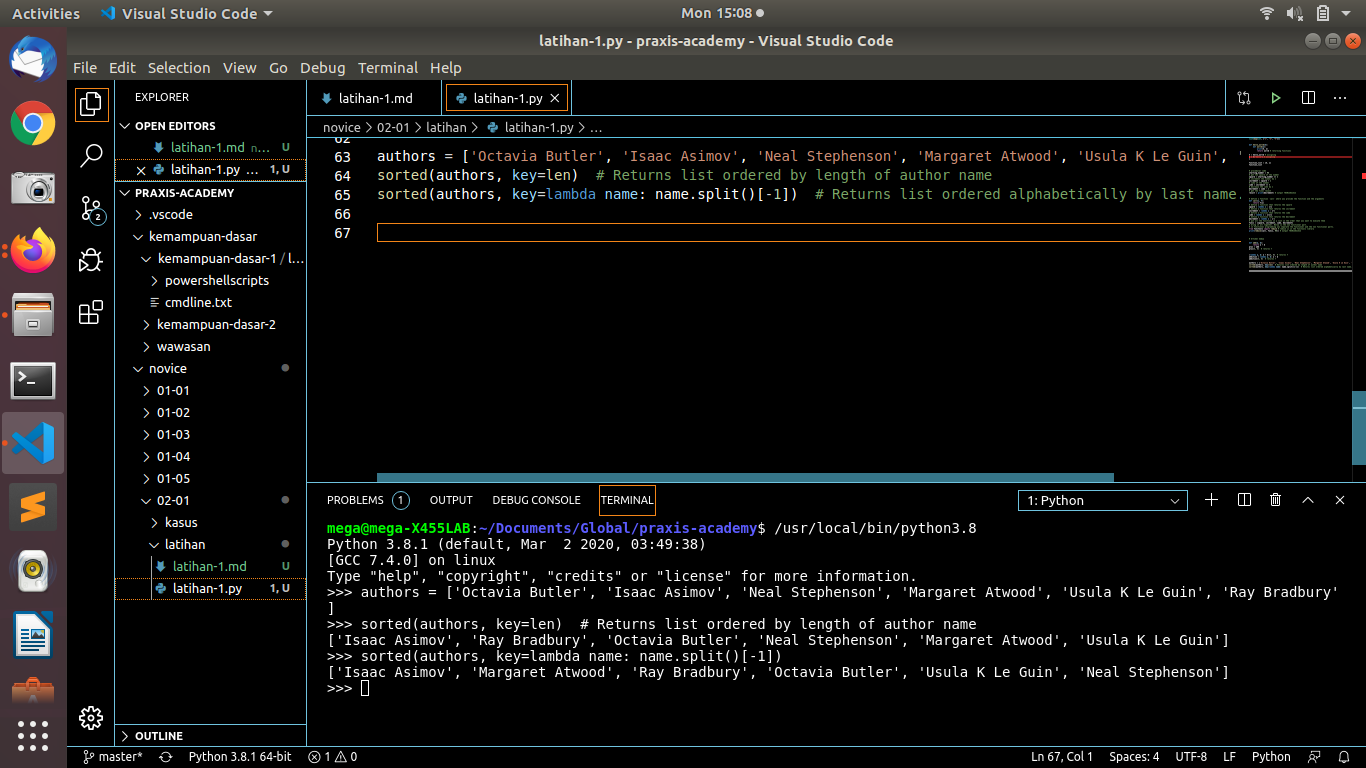 Activities Visual Studio Code Mon 15:08
latihan-1.py - praxis-academy - Visual Studio Code
File Edit Selection View Go Debug Terminal Help
EXPLORER
OPEN EDITORS
latihan-1.md n... U
latihan-1.py ... 1, U
PRAXIS-ACADEMY
.vscode
kemampuan-dasar
kemampuan-dasar-1 / l...
powershellscripts
cmdline.txt
kemampuan-dasar-2
wawasan
novice
01-01
01-02
01-03
01-04
01-05
02-01
kasus
latihan
latihan-1.md U
latihan-1.py 1, U
OUTLINE
2
latihan-1.md latihan-1.py
novice > 02-01 > latihan > latihan-1.py > ...
62
63 authors = ['Octavia Butler', 'Isaac Asimov', 'Neal Stephenson', 'Margaret Atwood', 'Usula K Le Guin', '
64 sorted(authors, key=len)  # Returns list ordered by length of author name
65 sorted(authors, key=lambda name: name.split()[-1])  # Returns list ordered alphabetically by last name.
66
67
PROBLEMS 1 OUTPUT DEBUG CONSOLE TERMINAL 1: Python
mega@mega-X455LAB:~/Documents/Global/praxis-academy$ /usr/local/bin/python3.8
Python 3.8.1 (default, Mar  2 2020, 03:49:38)
[GCC 7.4.0] on linux
Type "help", "copyright", "credits" or "license" for more information.
>>> authors = ['Octavia Butler', 'Isaac Asimov', 'Neal Stephenson', 'Margaret Atwood', 'Usula K Le Guin', 'Ray Bradbury'
]
>>> sorted(authors, key=len)  # Returns list ordered by length of author name
['Isaac Asimov', 'Ray Bradbury', 'Octavia Butler', 'Neal Stephenson', 'Margaret Atwood', 'Usula K Le Guin']
>>> sorted(authors, key=lambda name: name.split()[-1])
['Isaac Asimov', 'Margaret Atwood', 'Ray Bradbury', 'Octavia Butler', 'Usula K Le Guin', 'Neal Stephenson']
>>>
master* Python 3.8.1 64-bit 1 0 Ln 67, Col 1 Spaces: 4 UTF-8 LF Python